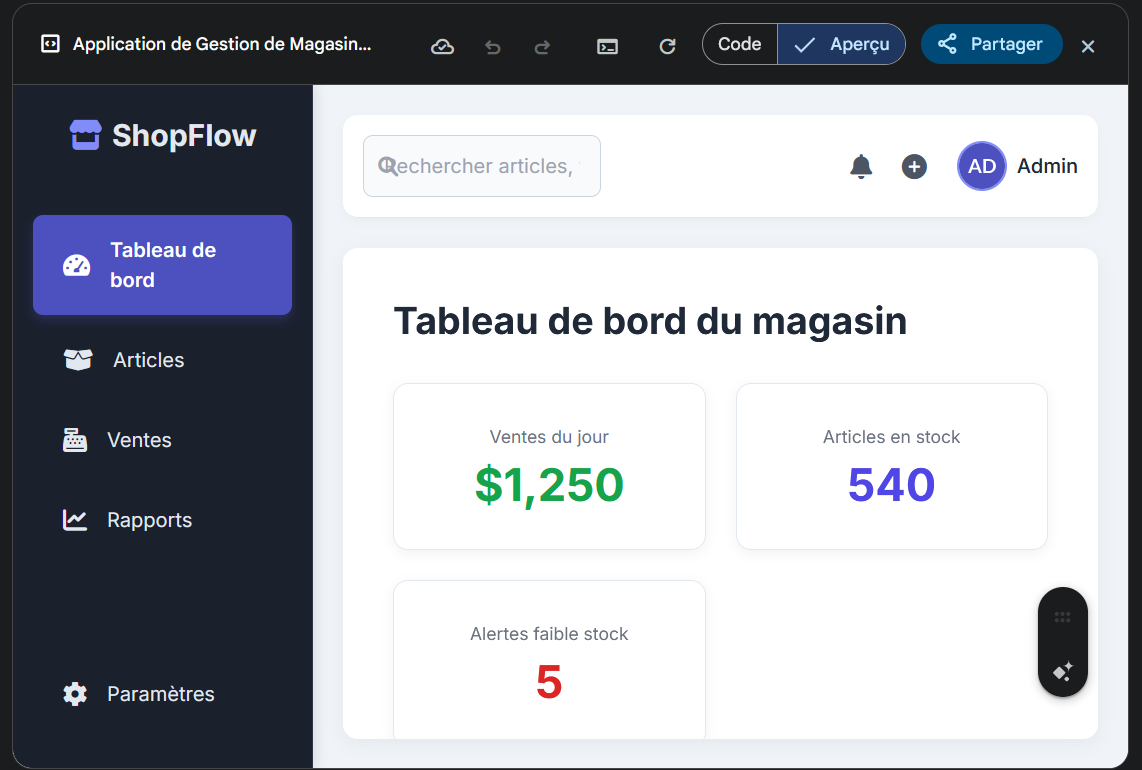 Application de Gestion de Magasin...
Code
Aperçu
Partager
ShopFlow
Tableau de
bord
Articles
Ventes
Rapports
Paramètres
Rechercher articles,
AD
Admin
Tableau de bord du magasin
Ventes du jour
$1,250
Articles en stock
540
Alertes faible stock
5